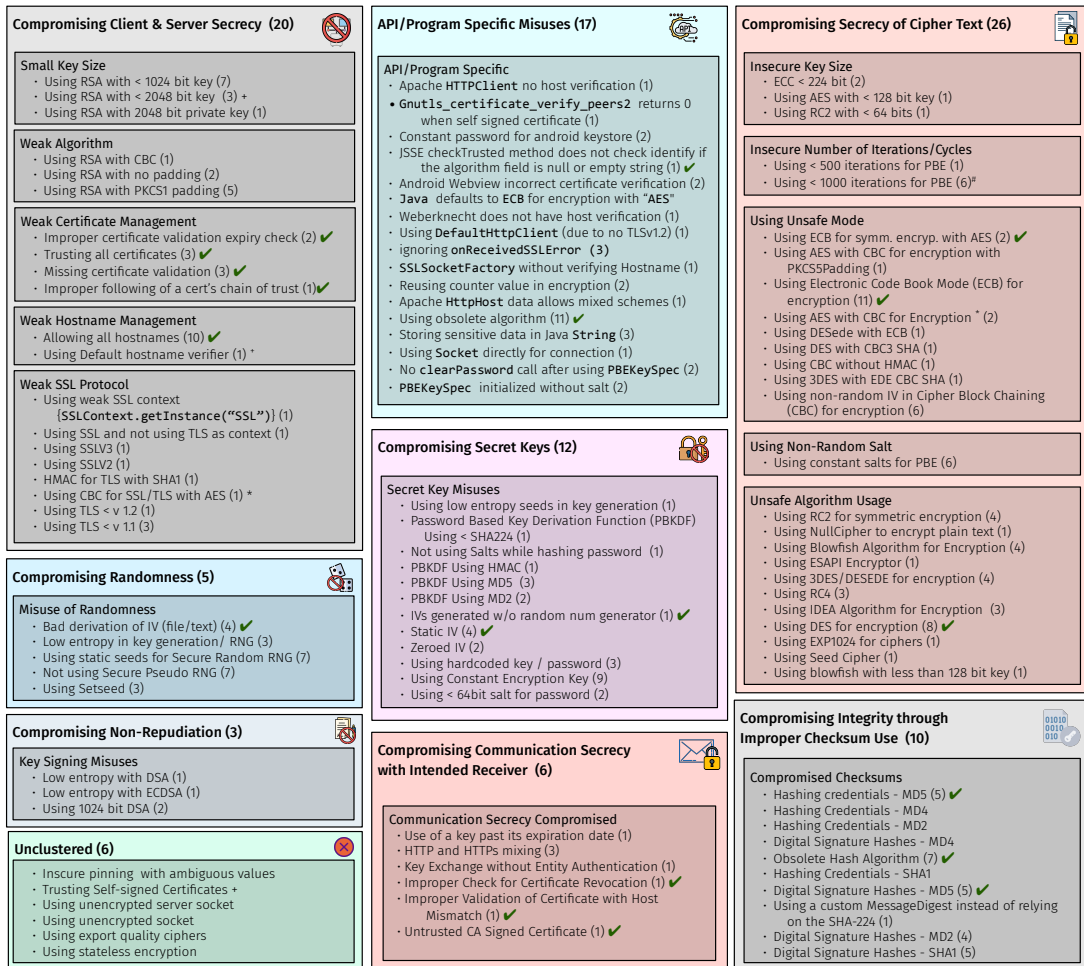 Compromising Client & Server Secrecy (20)
Small Key Size
· Using RSA with < 1024 bit key (7)
· Using RSA with < 2048 bit key (3) +
· Using RSA with 2048 bit private key (1)
Weak Algorithm
· Using RSA with CBC (1)
· Using RSA with no padding (2)
· Using RSA with PKCS1 padding (5)
Weak Certificate Management
· Improper certificate validation expiry check (2) ✔
· Trusting all certificates (3) ✔
· Missing certificate validation (3) ✔
· Improper following of a cert's chain of trust (1)✔
Weak Hostname Management
· Allowing all hostnames (10) ✔
· Using Default hostname verifier (1) +
Weak SSL Protocol
· Using weak SSL context
{SSLContext.getInstance(“SSL”)} (1)
· Using SSL and not using TLS as context (1)
· Using SSLV3 (1)
· Using SSLV2 (1)
· HMAC for TLS with SHA1 (1)
· Using CBC for SSL/TLS with AES (1) *
· Using TLS < v 1.2 (1)
· Using TLS < v 1.1 (3)
Compromising Randomness (5)
Misuse of Randomness
· Bad derivation of IV (file/text) (4) ✔
· Low entropy in key generation/ RNG (3)
· Using static seeds for Secure Random RNG (7)
· Not using Secure Pseudo RNG (7)
· Using Setseed (3)
Compromising Non-Repudiation (3)
Key Signing Misuses
· Low entropy with DSA (1)
· Low entropy with ECDSA (1)
· Using 1024 bit DSA (2)
Unclustered (6)
· Inscure pinning with ambiguous values
· Trusting Self-signed Certificates +
· Using unencrypted server socket
· Using unencrypted socket
· Using export quality ciphers
· Using stateless encryption
API/Program Specific Misuses (17)
API
API/Program Specific
· Apache HTTPClient no host verification (1)
• Gnutls_certificate_verify_peers2 returns 0
when self signed certificate (1)
· Constant password for android keystore (2)
· JSSE checkTrusted method does not check identify if
the algorithm field is null or empty string (1) ✔
· Android Webview incorrect certificate verification (2)
· Java defaults to ECB for encryption with "AES"
· Weberknecht does not have host verification (1)
· Using DefaultHttpClient (due to no TLSv1.2) (1)
· ignoring onReceivedSSLError (3)
· SSLSocketFactory without verifying Hostname (1)
· Reusing counter value in encryption (2)
· Apache HttpHost data allows mixed schemes (1)
· Using obsolete algorithm (11) ✔
· Storing sensitive data in Java String (3)
· Using Socket directly for connection (1)
· No clearPassword call after using PBEKeySpec (2)
· PBEKeySpec initialized without salt (2)
Compromising Secret Keys (12)
Secret Key Misuses
· Using low entropy seeds in key generation (1)
· Password Based Key Derivation Function (PBKDF)
Using < SHA224 (1)
· Not using Salts while hashing password (1)
· PBKDF Using HMAC (1)
· PBKDF Using MD5 (3)
· PBKDF Using MD2 (2)
· IVs generated w/o random num generator (1) ✔
· Static IV (4) ✔
· Zeroed IV (2)
· Using hardcoded key / password (3)
· Using Constant Encryption Key (9)
· Using < 64bit salt for password (2)
Compromising Communication Secrecy
with Intended Receiver (6)
Communication Secrecy Compromised
· Use of a key past its expiration date (1)
· HTTP and HTTPs mixing (3)
· Key Exchange without Entity Authentication (1)
· Improper Check for Certificate Revocation (1) ✔
· Improper Validation of Certificate with Host
Mismatch (1) ✔
· Untrusted CA Signed Certificate (1) ✔
Compromising Secrecy of Cipher Text (26)
Insecure Key Size
· ECC < 224 bit (2)
· Using AES with < 128 bit key (1)
· Using RC2 with < 64 bits (1)
Insecure Number of Iterations/Cycles
· Using < 500 iterations for PBE (1)
· Using < 1000 iterations for PBE (6)#
Using Unsafe Mode
· Using ECB for symm. encryp. with AES (2) ✔
· Using AES with CBC for encryption with
PKCS5Padding (1)
· Using Electronic Code Book Mode (ECB) for
encryption (11) ✔
· Using AES with CBC for Encryption * (2)
· Using DESede with ECB (1)
· Using DES with CBC3 SHA (1)
· Using CBC without HMAC (1)
· Using 3DES with EDE CBC SHA (1)
· Using non-random IV in Cipher Block Chaining
(CBC) for encryption (6)
Using Non-Random Salt
· Using constant salts for PBE (6)
Unsafe Algorithm Usage
· Using RC2 for symmetric encryption (4)
· Using NullCipher to encrypt plain text (1)
· Using Blowfish Algorithm for Encryption (4)
· Using ESAPI Encryptor (1)
· Using 3DES/DESEDE for encryption (4)
· Using RC4 (3)
· Using IDEA Algorithm for Encryption (3)
· Using DES for encryption (8) ✔
· Using EXP1024 for ciphers (1)
· Using Seed Cipher (1)
· Using blowfish with less than 128 bit key (1)
Compromising Integrity through
Improper Checksum Use (10)
01010
0010
010
Compromised Checksums
· Hashing credentials - MD5 (5) ✔
· Hashing Credentials - MD4
· Hashing Credentials - MD2
· Digital Signature Hashes - MD4
· Obsolete Hash Algorithm (7) ✔
· Hashing Credentials - SHA1
· Digital Signature Hashes - MD5 (5) ✔
· Using a custom MessageDigest instead of relying
on the SHA-224 (1)
· Digital Signature Hashes - MD2 (4)
· Digital Signature Hashes - SHA1 (5)